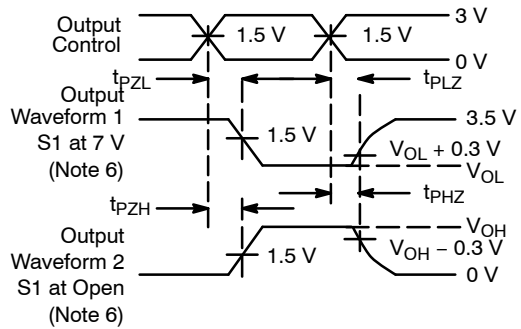 Output
Control
3 V
1.5 V
1.5 V
0 V
tPZL
tPLZ
Output
Waveform 1
S1 at 7 V
(Note 6)
3.5 V
1.5 V
VOL + 0.3 V
VOL
tPZH
tPHZ
Output
Waveform 2
S1 at Open
(Note 6)
VOH
VOH − 0.3 V
1.5 V
0 V